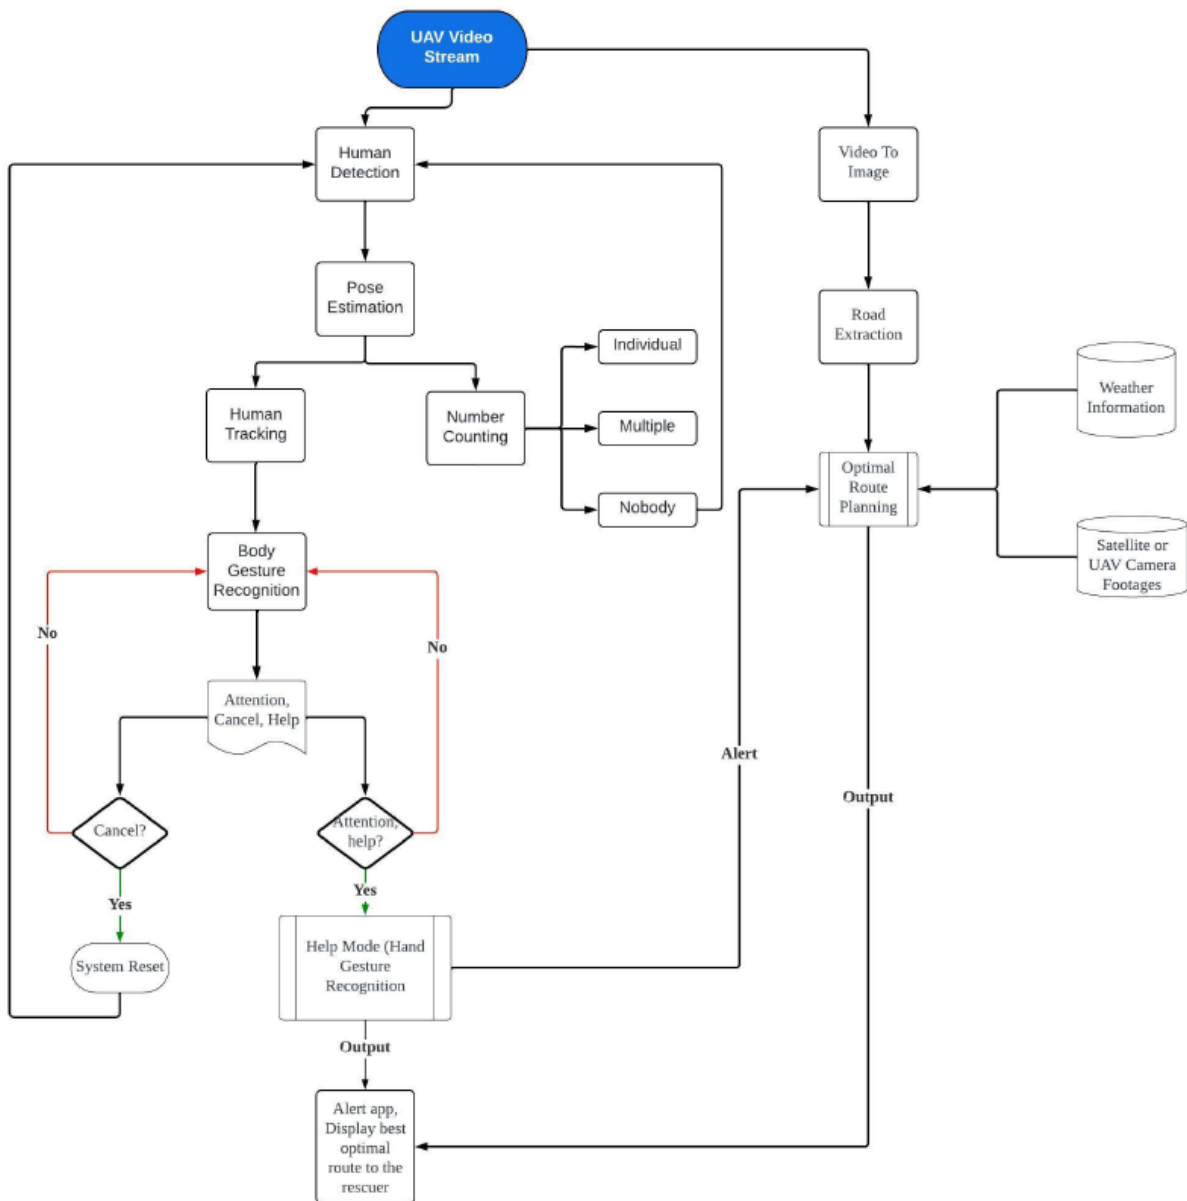 UAV Video
Stream
Human
Detection
Video To
Image
Pose
Estimation
Road
Extraction
Individual
Weather
Information
Human
Tracking
Number
Counting
Multiple
Optimal
Route
Planning
Nobody
Satellite or
UAV Camera
Footages
Body
Gesture
Recognition
No
No
Attention,
Cancel, Help
Alert
Output
Cancel?
Attention,
help?
Yes
Yes
System Reset
Help Mode (Hand
Gesture
Recognition
Output
Alert app,
Display best
optimal
route to the
rescuer